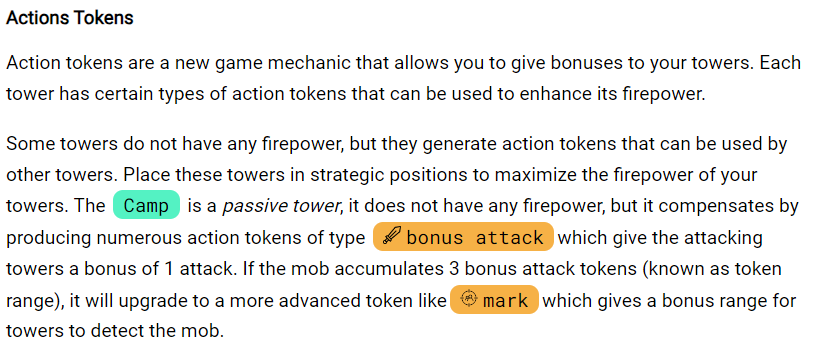 Actions Tokens
Action tokens are a new game mechanic that allows you to give bonuses to your towers. Each
tower has certain types of action tokens that can be used to enhance its firepower.
Some towers do not have any firepower, but they generate action tokens that can be used by
other towers. Place these towers in strategic positions to maximize the firepower of your
towers. The Camp is a passive tower, it does not have any firepower, but it compensates by
producing numerous action tokens of type bonus attack which give the attacking
towers a bonus of 1 attack. If the mob accumulates 3 bonus attack tokens (known as token
range), it will upgrade to a more advanced token like mark which gives a bonus range for
towers to detect the mob.